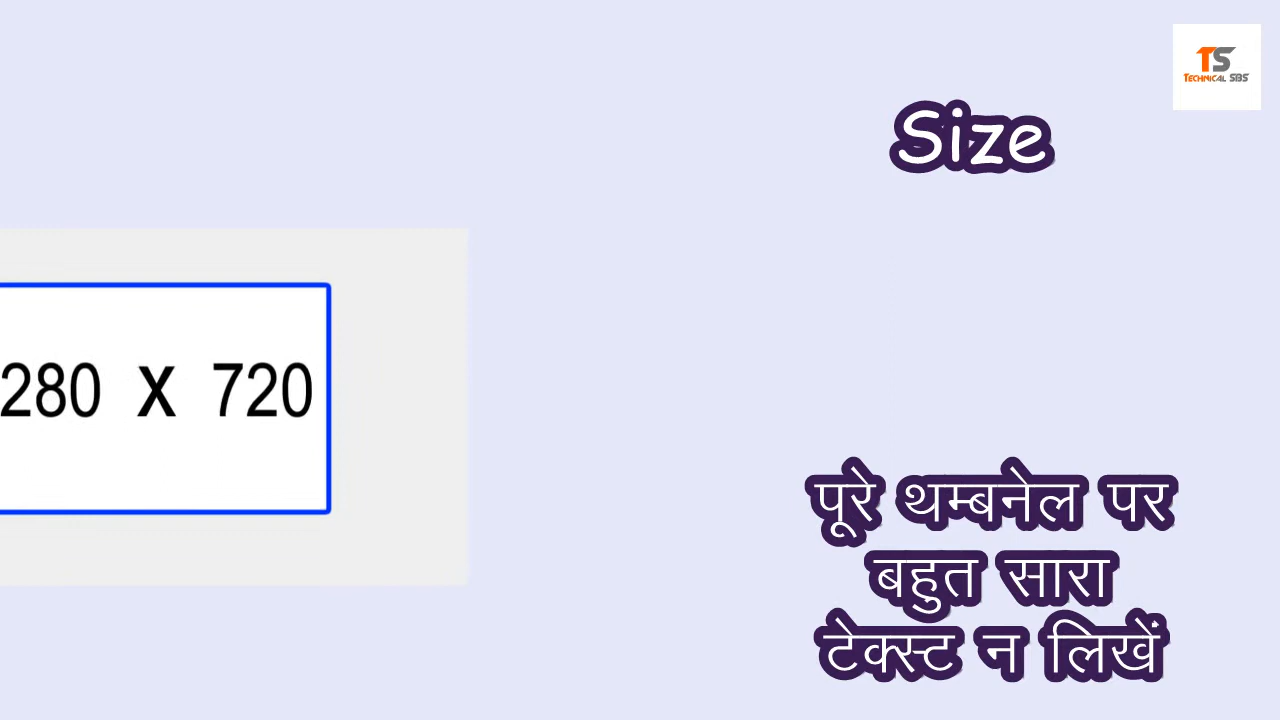 TS
TECHNICAL SBS
Size
280 X 720
पूरे थम्बनेल पर
बहुत सारा
टेक्स्ट न लिखें